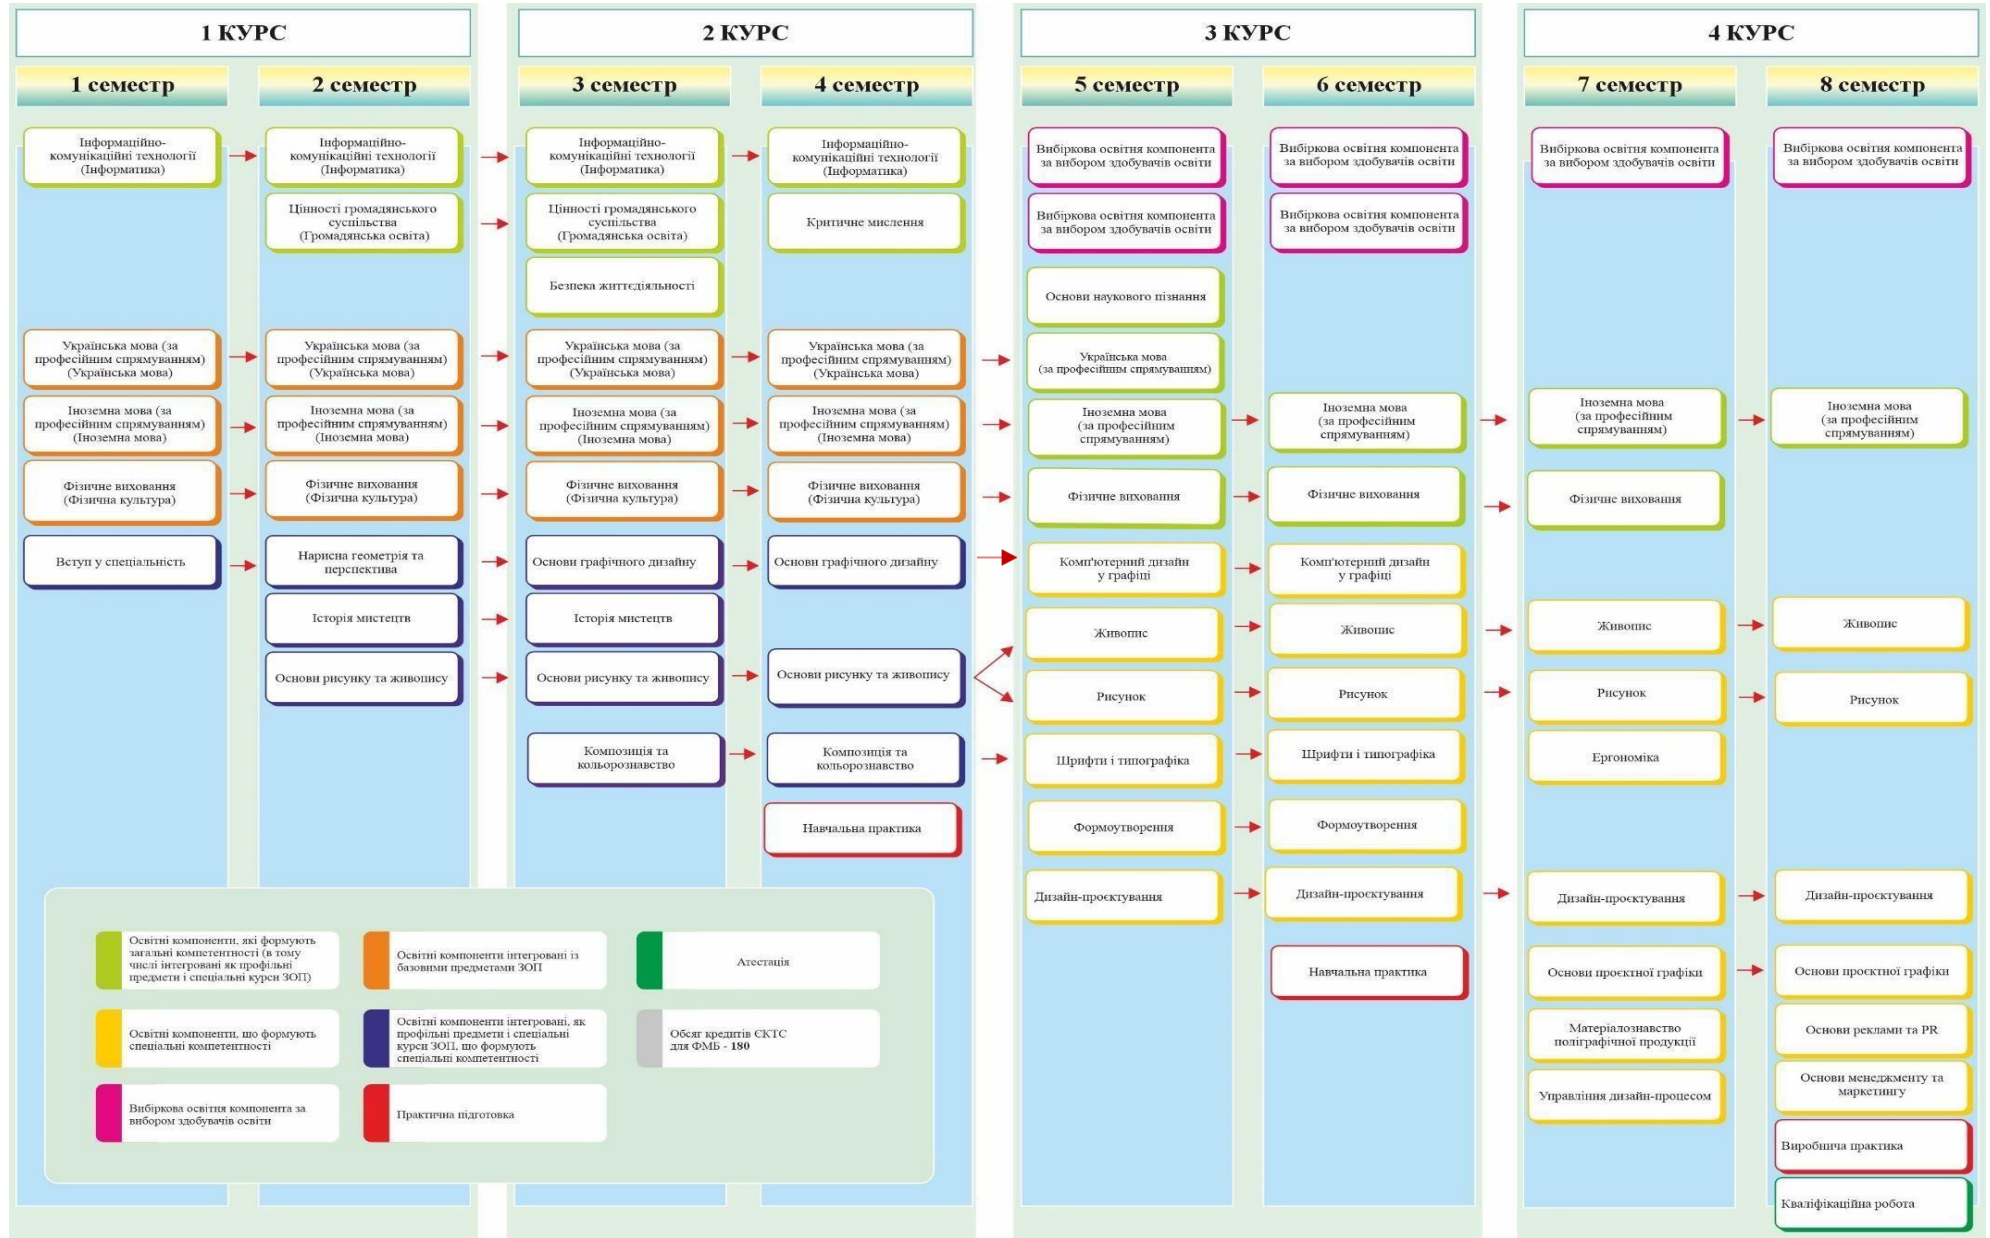 1 КУРС
2 КУРС
3 КУРС
4 КУРС
1 семестр
2 семестр
3 семестр
4 семестр
5 семестр
6 семестр
7 семестр
8 семестр
Інформаційно-
комунікаційні технології
(Інформатика)
Українська мова (за
професійним спрямуванням)
(Українська мова)
Іноземна мова (за
професійним спрямуванням)
(Іноземна мова)
Фізичне виховання
(Фізична культура)
Вступ у спеціальність
Інформаційно-
комунікаційні технології
(Інформатика)
Цінності громадянського
суспільства
(Громадянська освіта)
Українська мова (за
професійним спрямуванням)
(Українська мова)
Іноземна мова (за
професійним спрямуванням)
(Іноземна мова)
Фізичне виховання
(Фізична культура)
Нарисна геометрія та
перспектива
Історія мистецтв
Основи рисунку та живопису
Інформаційно-
комунікаційні технології
(Інформатика)
Цінності громадянського
суспільства
(Громадянська освіта)
Безпека життєдіяльності
Українська мова (за
професійним спрямуванням)
(Українська мова)
Іноземна мова (за
професійним спрямуванням)
(Іноземна мова)
Фізичне виховання
(Фізична культура)
Основи графічного дизайну
Історія мистецтв
Основи рисунку та живопису
Композиція та
кольорознавство
Інформаційно-
комунікаційні технології
(Інформатика)
Критичне мислення
Українська мова (за
професійним спрямуванням)
(Українська мова)
Іноземна мова (за
професійним спрямуванням)
(Іноземна мова)
Фізичне виховання
(Фізична культура)
Основи графічного дизайну
Основи рисунку та живопису
Композиція та
кольорознавство
Навчальна практика
Вибіркова освітня компонента
за вибором здобувачів освіти
Вибіркова освітня компонента
за вибором здобувачів освіти
Основи наукового пізнання
Українська мова
(за професійним спрямуванням)
Іноземна мова
(за професійним
спрямуванням)
Фізичне виховання
Комп'ютерний дизайн
у графіці
Живопис
Рисунок
Шрифти і типографіка
Формоутворення
Дизайн-проєктування
Вибіркова освітня компонента
за вибором здобувачів освіти
Вибіркова освітня компонента
за вибором здобувачів освіти
Іноземна мова
(за професійним
спрямуванням)
Фізичне виховання
Комп'ютерний дизайн
у графіці
Живопис
Рисунок
Шрифти і типографіка
Формоутворення
Дизайн-проєктування
Навчальна практика
Вибіркова освітня компонента
за вибором здобувачів освіти
Іноземна мова
(за професійним
спрямуванням)
Фізичне виховання
Живопис
Рисунок
Ергономіка
Дизайн-проєктування
Основи проєктної графіки
Матеріалознавство
поліграфічної продукції
Управління дизайн-процесом
Вибіркова освітня компонента
за вибором здобувачів освіти
Іноземна мова
(за професійним
спрямуванням)
Живопис
Рисунок
Дизайн-проєктування
Основи проєктної графіки
Основи реклами та PR
Основи менеджменту та
маркетингу
Виробнича практика
Кваліфікаційна робота
Освітні компоненти, які формують
загальні компетентності (в тому
числі інтегровані як профільні
предмети і спеціальні курси ЗОП)
Освітні компоненти, що формують
спеціальні компетентності
Вибіркова освітня компонента за
вибором здобувачів освіти
Освітні компоненти інтегровані із
базовими предметами ЗОП
Освітні компоненти інтегровані, як
профільні предмети і спеціальні
курси ЗОП, що формують
спеціальні компетентності
Практична підготовка
Атестація
Обсяг кредитів ЄКТС
для ФМБ - 180